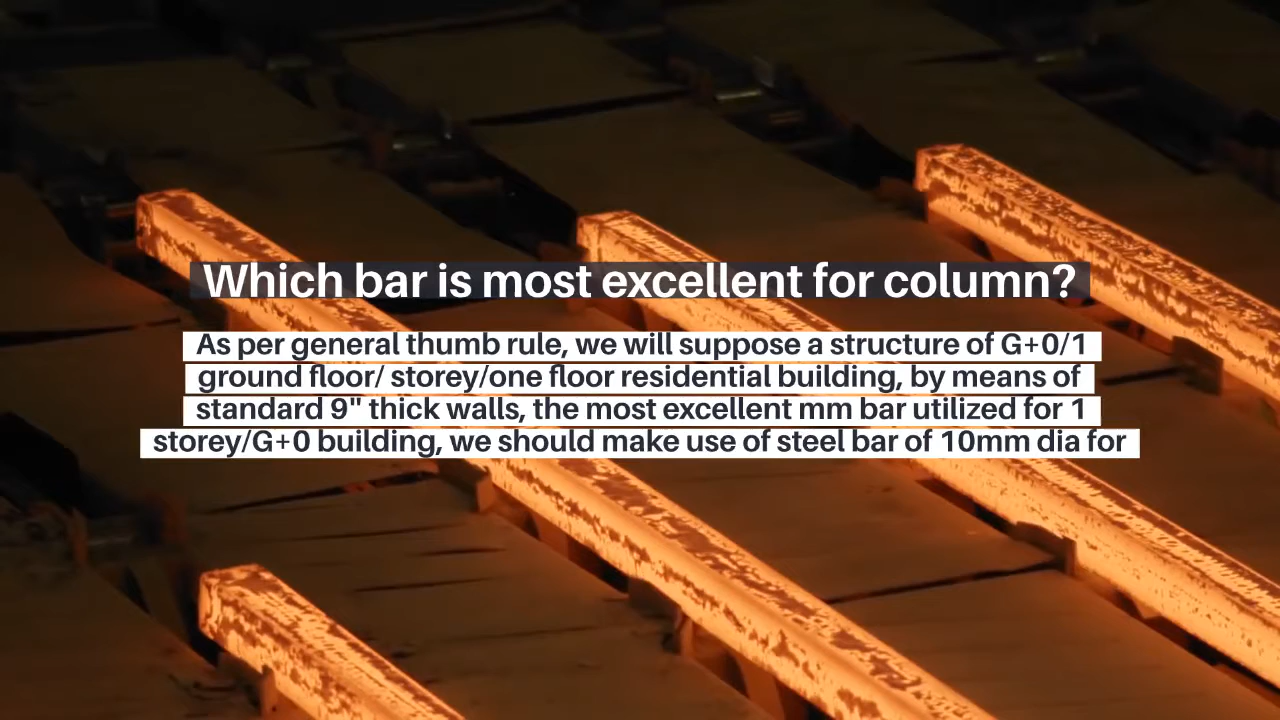 Which bar is most excellent for column?
As per general thumb rule, we will suppose a structure of G+0/1
ground floor/ storey/one floor residential building, by means of
standard 9" thick walls, the most excellent mm bar utilized for 1
storey/G+0 building, we should make use of steel bar of 10mm dia for